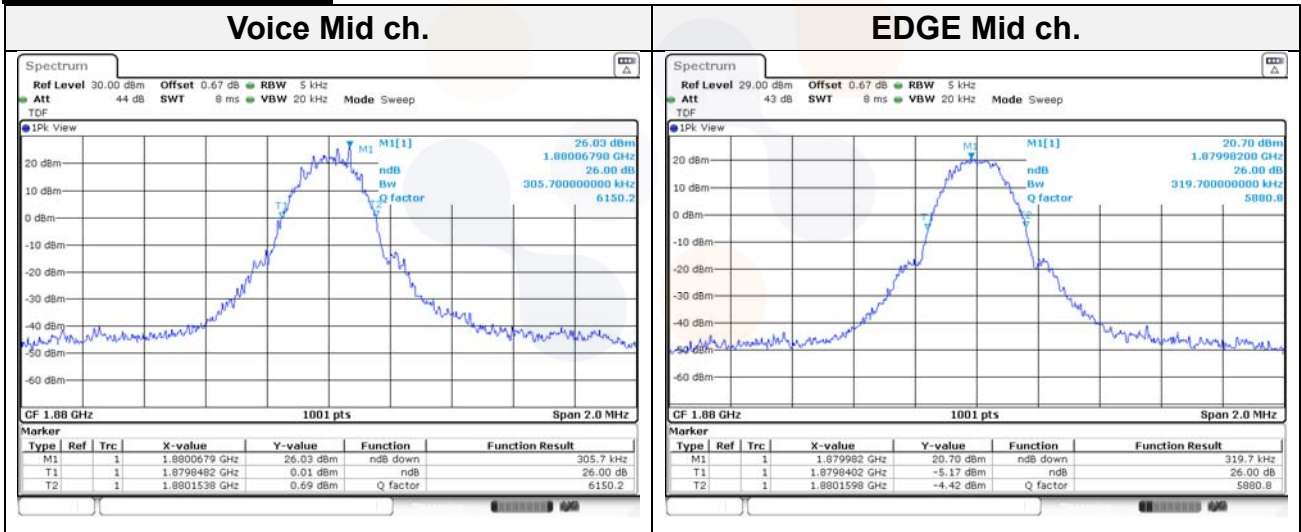 Voice Mid ch.
Spectrum
Ref Level 30.00 dBm Offset 0.67 dB RBW 5 kHz
Att 44 dB SWT 8 ms VBW 20 kHz Mode Sweep
TDF
1Pk View
M1
M1[1] 26.03 dBm
1.88006790 GHz
ndB 26.00 dB
Bw 305.700000000 kHz
Q factor 6150.2
T1
T2
20 dBm
10 dBm
0 dBm
-10 dBm
-20 dBm
-30 dBm
-40 dBm
-50 dBm
-60 dBm
CF 1.88 GHz 1001 pts Span 2.0 MHz
Marker
Type Ref Trc X-value Y-value Function Function Result
M1 1 1.8800679 GHz 26.03 dBm ndB down 305.7 kHz
T1 1 1.8798482 GHz 0.01 dBm ndB 26.00 dB
T2 1 1.8801538 GHz 0.69 dBm Q factor 6150.2
EDGE Mid ch.
Spectrum
Ref Level 29.00 dBm Offset 0.67 dB RBW 5 kHz
Att 43 dB SWT 8 ms VBW 20 kHz Mode Sweep
TDF
1Pk View
M1
M1[1] 20.70 dBm
1.87998200 GHz
ndB 26.00 dB
Bw 319.700000000 kHz
Q factor 5880.8
T1
T2
20 dBm
10 dBm
0 dBm
-10 dBm
-20 dBm
-30 dBm
-40 dBm
-50 dBm
-60 dBm
CF 1.88 GHz 1001 pts Span 2.0 MHz
Marker
Type Ref Trc X-value Y-value Function Function Result
M1 1 1.879982 GHz 20.70 dBm ndB down 319.7 kHz
T1 1 1.8798402 GHz -5.17 dBm ndB 26.00 dB
T2 1 1.8801598 GHz -4.42 dBm Q factor 5880.8